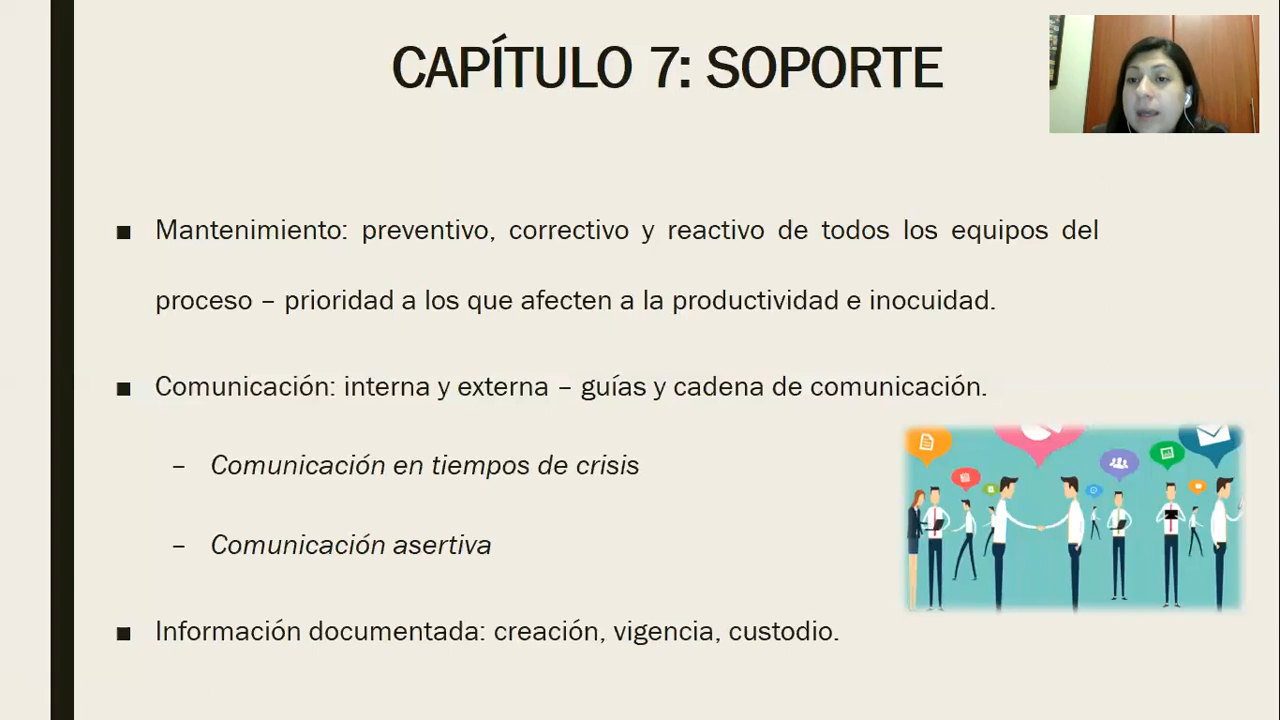 CAPÍTULO 7: SOPORTE
■ Mantenimiento: preventivo, correctivo y reactivo de todos los equipos del
proceso – prioridad a los que afecten a la productividad e inocuidad.
■ Comunicación: interna y externa – guías y cadena de comunicación.
– Comunicación en tiempos de crisis
– Comunicación asertiva
■ Información documentada: creación, vigencia, custodio.